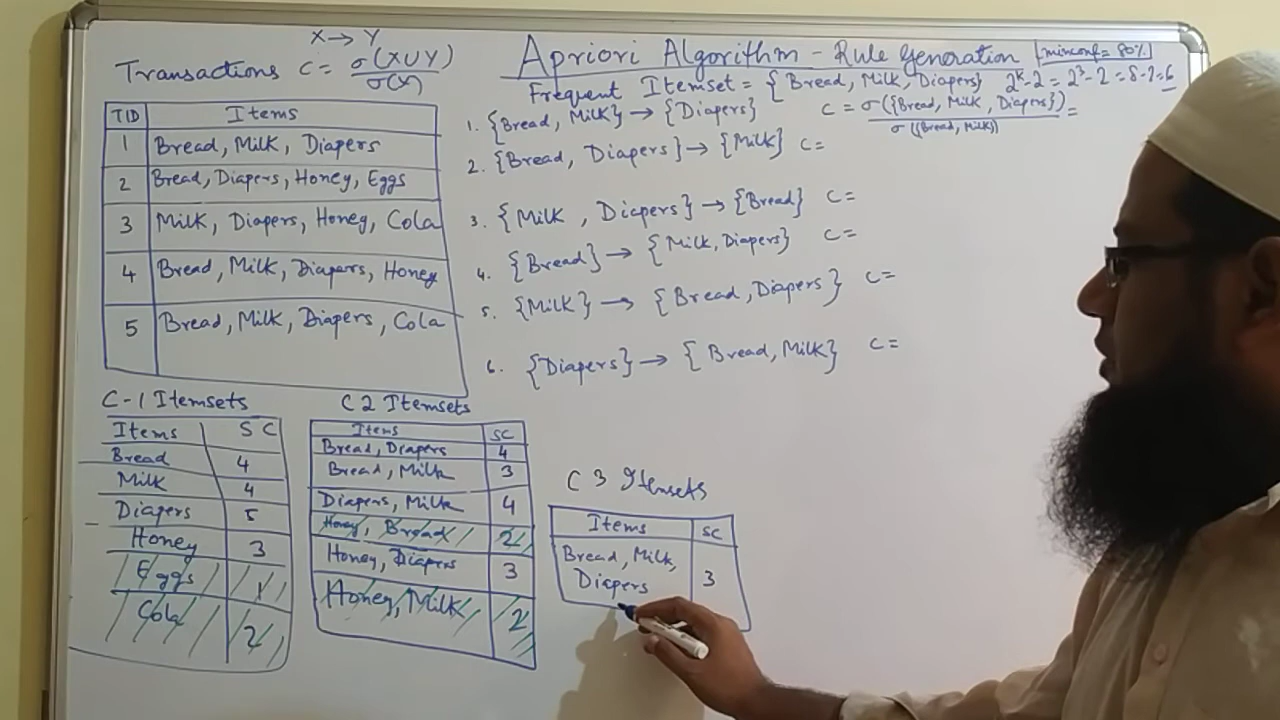 X → Y
Transactions C = σ(XUY) / σ(X)
Apriori Algorithm - Rule Generation minconf = 80%
Frequent Itemset = {Bread, Milk, Diapers} 2^k-2 = 2^3-2 = 8-2=6
TID Items
1 Bread, Milk, Diapers
2 Bread, Diapers, Honey, Eggs
3 Milk, Diapers, Honey, Cola
4 Bread, Milk, Diapers, Honey
5 Bread, Milk, Diapers, Cola
1. {Bread, Milk} → {Diapers} C = σ({Bread, Milk, Diapers}) / σ({Bread, Milk}) =
2. {Bread, Diapers} → {Milk} C =
3. {Milk, Diapers} → {Bread} C =
4. {Bread} → {Milk, Diapers} C =
5. {Milk} → {Bread, Diapers} C =
6. {Diapers} → {Bread, Milk} C =
C-1 Itemsets
Items SC
Bread 4
Milk 4
Diapers 5
Honey 3
Eggs 1
Cola 2
C2 Itemsets
Items SC
Bread, Diapers 4
Bread, Milk 3
Diapers, Milk 4
Honey, Bread 2
Honey, Diapers 3
Honey, Milk 2
C3 Itemsets
Items SC
Bread, Milk,
Diapers 3